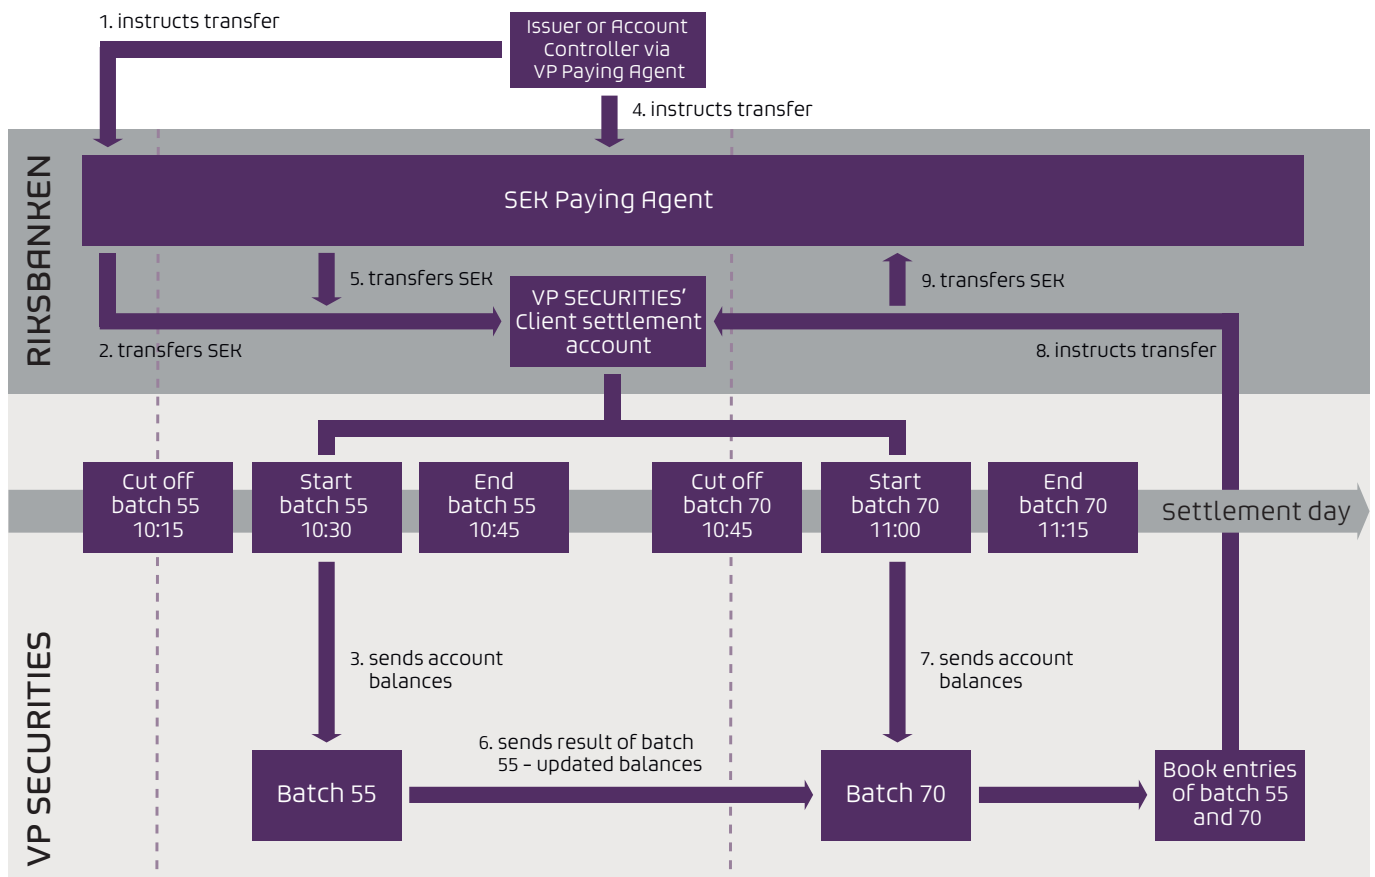 1. instructs transfer
Issuer or Account
Controller via
VP Paying Agent
4. instructs transfer
RIKSBANKEN
SEK Paying Agent
5. transfers SEK
9. transfers SEK
VP SECURITIES’
Client settlement
account
2. transfers SEK
8. instructs transfer
Cut off
batch 55
10:15
Start
batch 55
10:30
End
batch 55
10:45
Cut off
batch 70
10:45
Start
batch 70
11:00
End
batch 70
11:15
Settlement day
VP SECURITIES
3. sends account
balances
7. sends account
balances
6. sends result of batch
55 – updated balances
Batch 55
Batch 70
Book entries
of batch 55
and 70